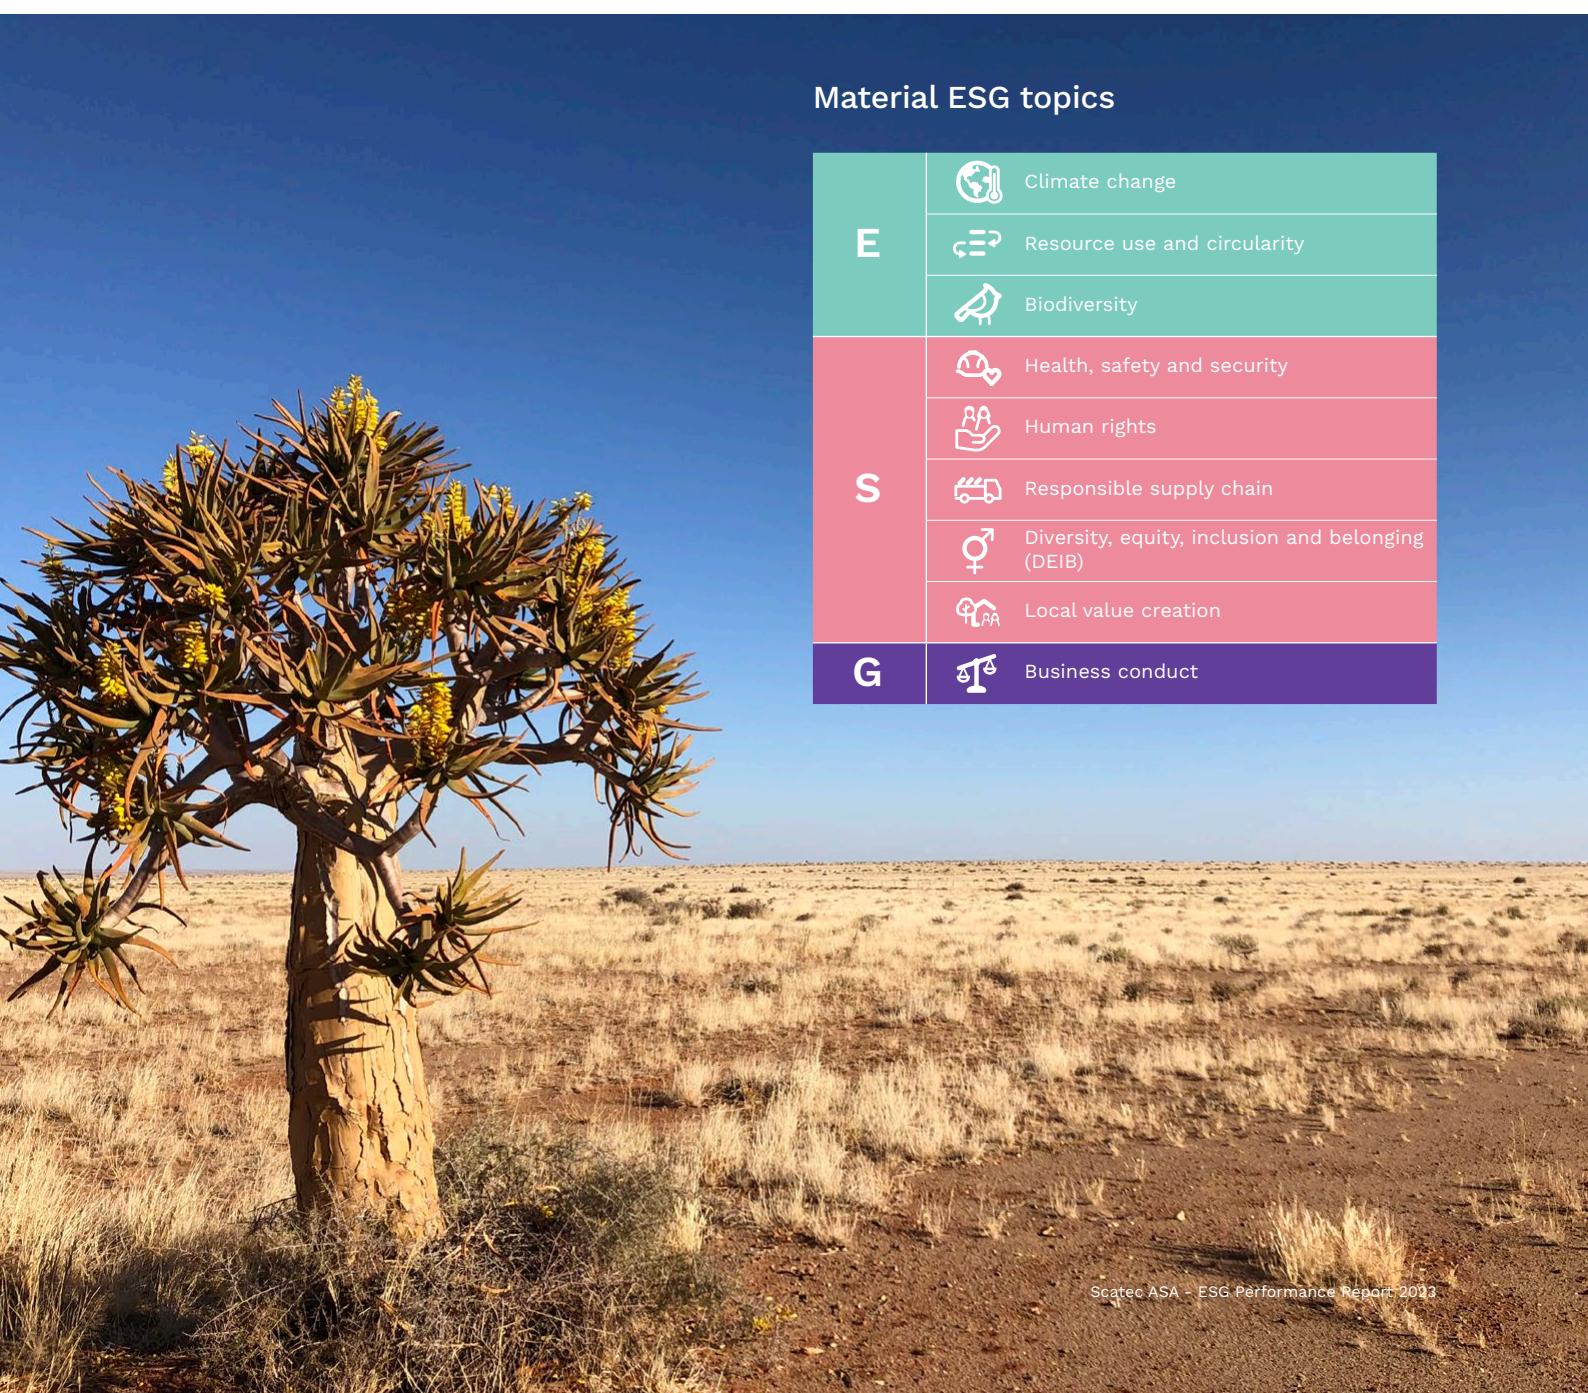 Material ESG topics
E
Climate change
Resource use and circularity
Biodiversity
S
Health, safety and security
Human rights
Responsible supply chain
Diversity, equity, inclusion and belonging
(DEIB)
Local value creation
G
Business conduct
Scatec ASA - ESG Performance Report 2023